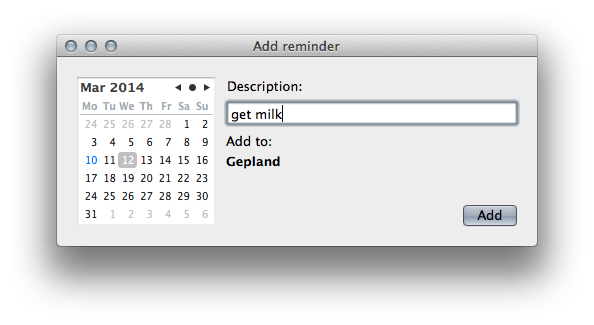 Add reminder
Mar 2014
Description:
Mo Tu We Th Fr Sa Su
get milk
24 25 26 27 28 1 2
3 4 5 6 7 8 9
Add to:
10 11 12 13 14 15 16
Gepland
17 18 19 20 21 22 23
24 25 26 27 28 29 30
31 1 2 3 4 5 6
Add